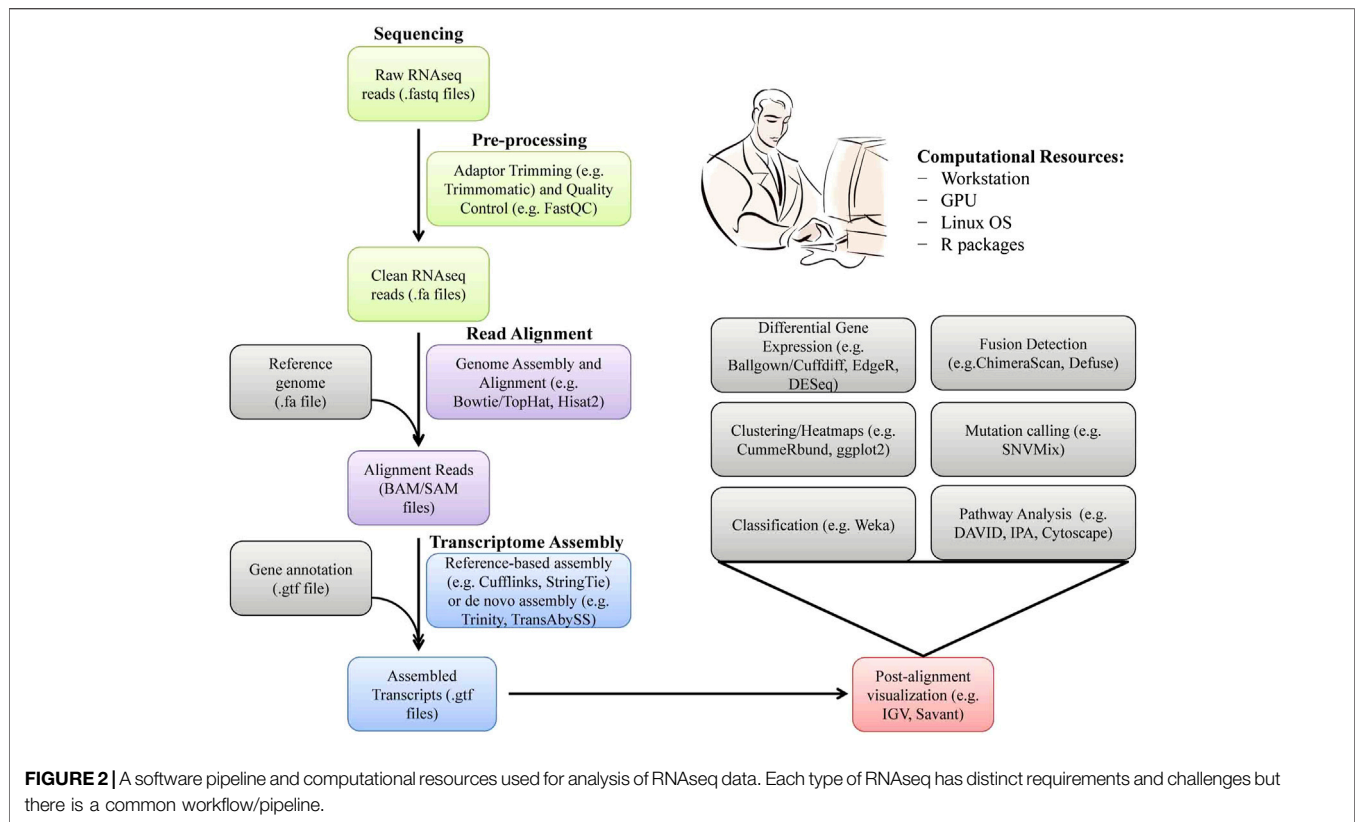 Sequencing
Raw RNAseq
reads (.fastq files)
Pre-processing
Adaptor Trimming (e.g.
Trimmomatic) and Quality
Control (e.g. FastQC)
Clean RNAseq
reads (.fa files)
Read Alignment
Reference
genome
(.fa file)
Genome Assembly and
Alignment (e.g.
Bowtie/TopHat, Hisat2)
Alignment Reads
(BAM/SAM
files)
Transcriptome Assembly
Gene annotation
(.gtf file)
Reference-based assembly
(e.g. Cufflinks, StringTie)
or de novo assembly (e.g.
Trinity, TransAbySS)
Assembled
Transcripts (.gtf
files)
Computational Resources:
– Workstation
– GPU
– Linux OS
– R packages
Differential Gene
Expression (e.g.
Ballgown/Cuffdiff, EdgeR,
DESeq)
Fusion Detection
(e.g.ChimeraScan, Defuse)
Clustering/Heatmaps (e.g.
CummeRbund, ggplot2)
Mutation calling (e.g.
SNVMix)
Classification (e.g. Weka)
Pathway Analysis (e.g.
DAVID, IPA, Cytoscape)
Post-alignment
visualization (e.g.
IGV, Savant)
FIGURE 2 | A software pipeline and computational resources used for analysis of RNAseq data. Each type of RNAseq has distinct requirements and challenges but
there is a common workflow/pipeline.